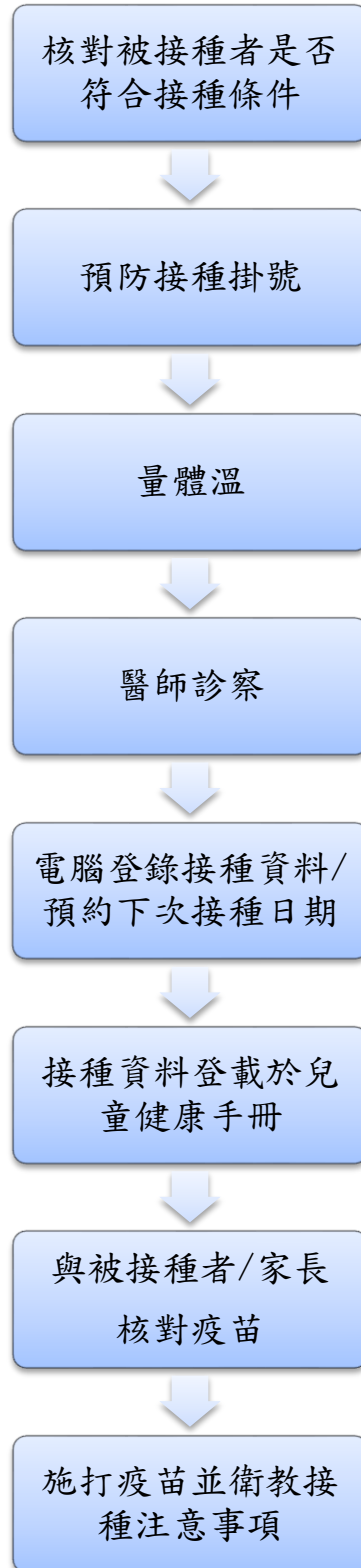 核對被接種者是否
符合接種條件
預防接種掛號
量體溫
醫師診察
電腦登錄接種資料/
預約下次接種日期
接種資料登載於兒
童健康手冊
與被接種者/家長
核對疫苗
施打疫苗並衛教接
種注意事項